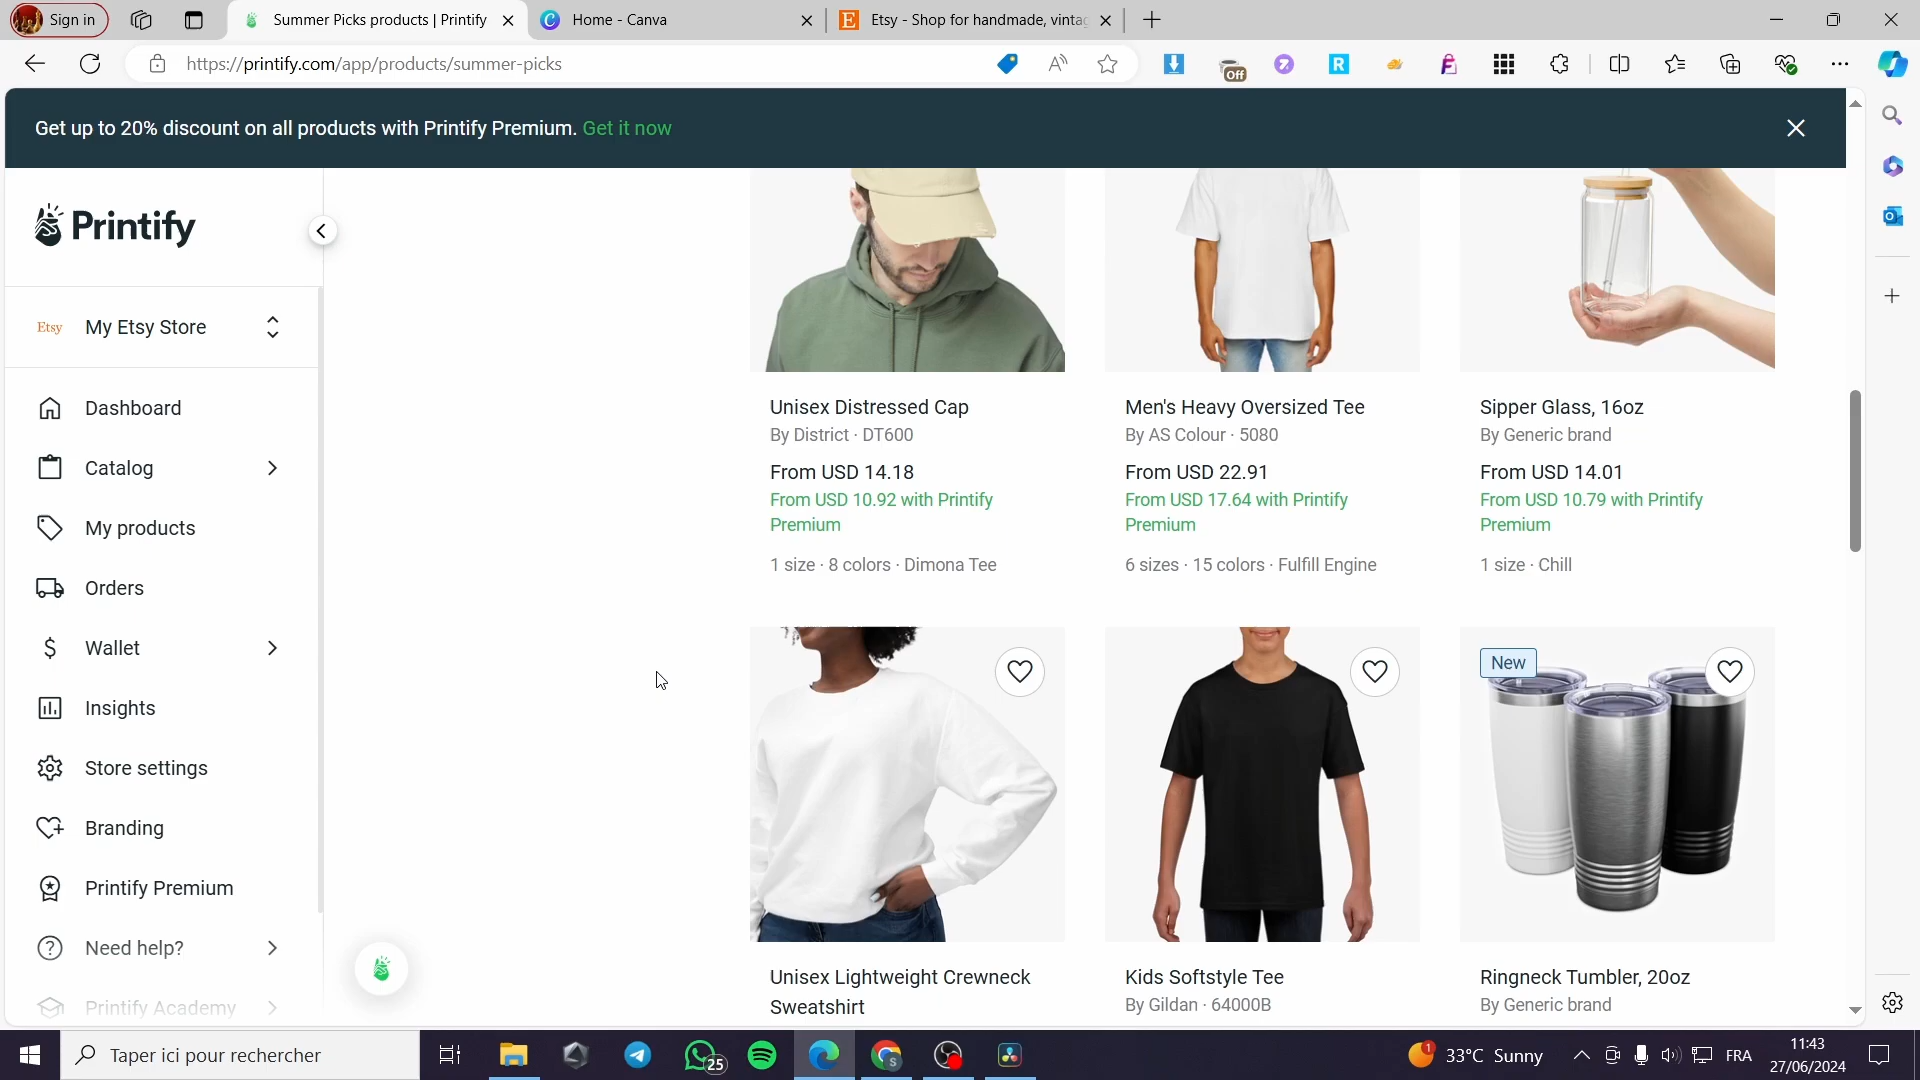 Sign in
Summer Picks products | Printify
Home - Canva
Etsy - Shop for handmade, vintag
https://printify.com/app/products/summer-picks
Off
Get up to 20% discount on all products with Printify Premium. Get it now
Printify
Etsy My Etsy Store
Dashboard
Catalog
My products
Orders
Wallet
Insights
Store settings
Branding
Printify Premium
Need help?
Printify Academy
Unisex Distressed Cap
By District · DT600
From USD 14.18
From USD 10.92 with Printify
Premium
1 size · 8 colors · Dimona Tee
Men's Heavy Oversized Tee
By AS Colour · 5080
From USD 22.91
From USD 17.64 with Printify
Premium
6 sizes · 15 colors · Fulfill Engine
Sipper Glass, 16oz
By Generic brand
From USD 14.01
From USD 10.79 with Printify
Premium
1 size · Chill
New
Unisex Lightweight Crewneck
Sweatshirt
Kids Softstyle Tee
By Gildan · 64000B
Ringneck Tumbler, 20oz
By Generic brand
Taper ici pour rechercher
25
1
33°C Sunny
FRA
11:43
27/06/2024